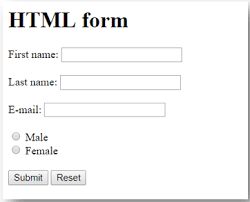 HTML form
First name:
Last name:
E-mail:
Male
Female
Submit Reset